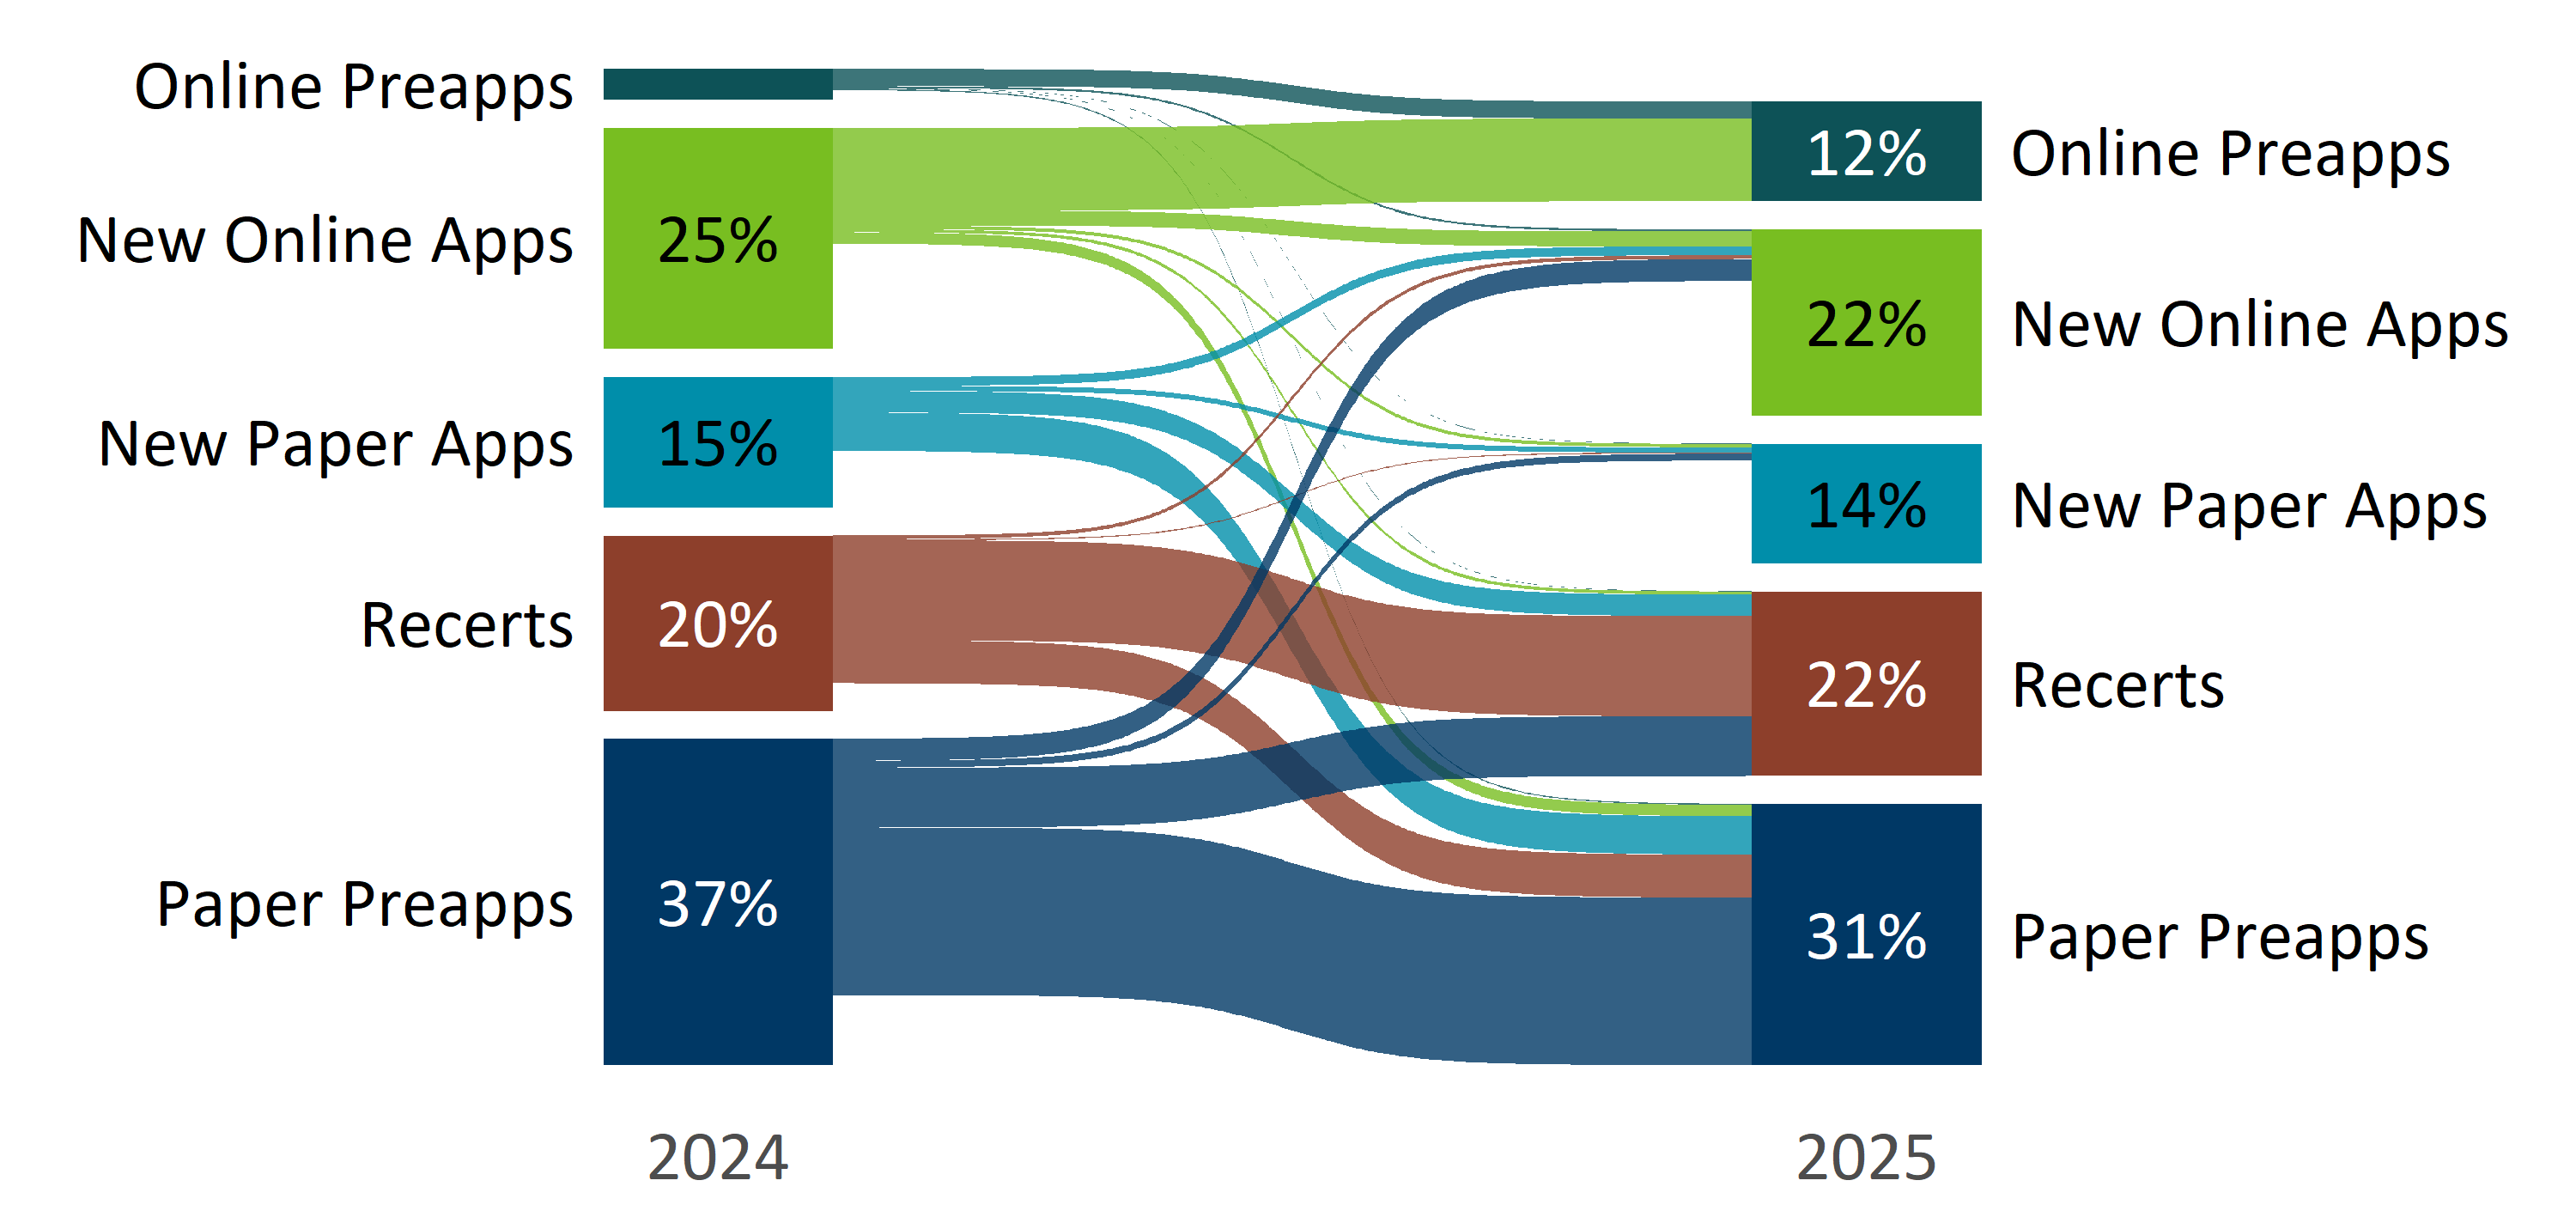 Online Preapps
New Online Apps
25%
New Paper Apps
15%
Recerts
20%
Paper Preapps
37%
2024
12%
Online Preapps
22%
New Online Apps
14%
New Paper Apps
22%
Recerts
31%
Paper Preapps
2025